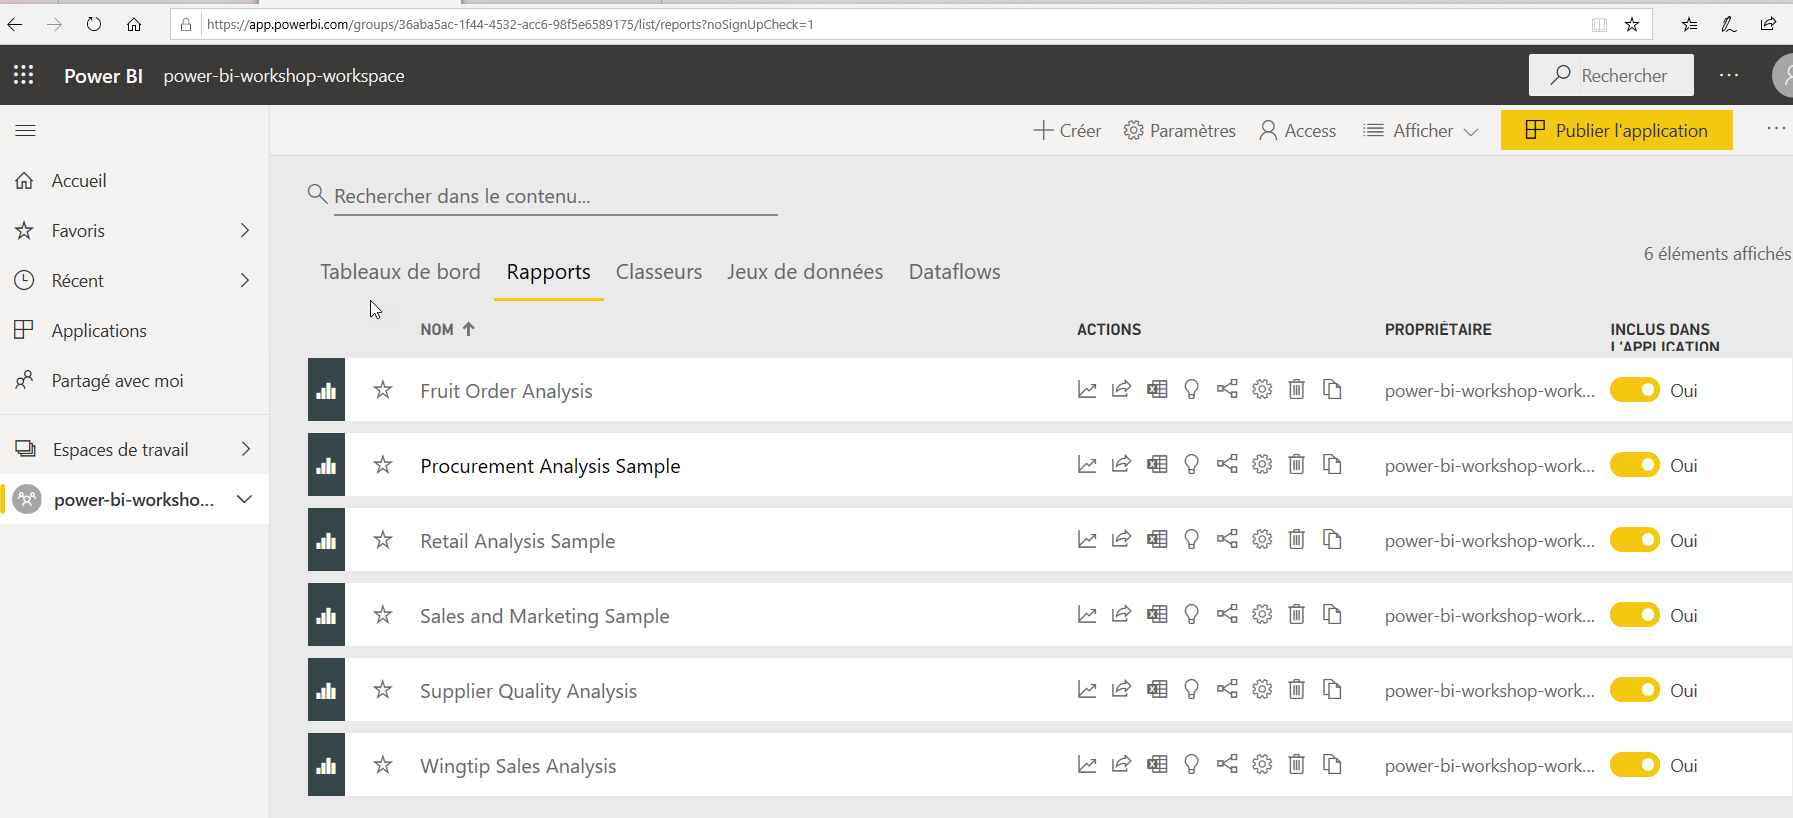 https://app.powerbi.com/groups/36aba5ac-1f44-4532-acc6-98f5e6589175/list/reports?noSignUpCheck=1
Power BI power-bi-workshop-workspace Rechercher ...
Créer Paramètres Access Afficher Publier l'application ...
Accueil
Favoris
Récent
Applications
Partagé avec moi
Espaces de travail
power-bi-worksho...
Rechercher dans le contenu...
6 éléments affichés
Tableaux de bord Rapports Classeurs Jeux de données Dataflows
NOM ACTIONS PROPRIÉTAIRE INCLUS DANS
L'APPLICATION
Fruit Order Analysis power-bi-workshop-work... Oui
Procurement Analysis Sample power-bi-workshop-work... Oui
Retail Analysis Sample power-bi-workshop-work... Oui
Sales and Marketing Sample power-bi-workshop-work... Oui
Supplier Quality Analysis power-bi-workshop-work... Oui
Wingtip Sales Analysis power-bi-workshop-work... Oui